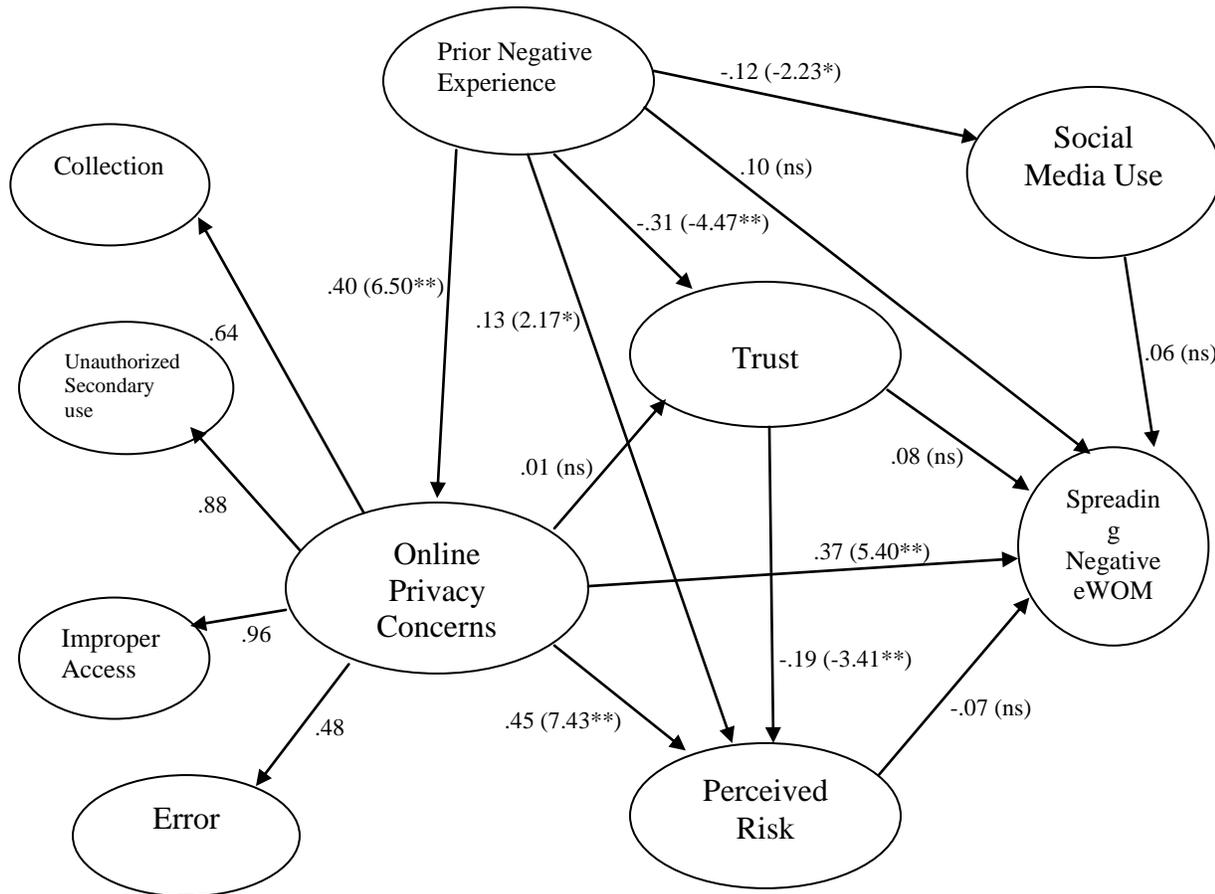 Prior Negative
Experience
-.12 (-2.23*)
Social
Media Use
Collection
.10 (ns)
-.31 (-4.47**)
.40 (6.50**)
.13 (2.17*)
.64
Trust
.06 (ns)
Unauthorized
Secondary
use
.01 (ns)
.08 (ns)
.88
Spreadin
g
Negative
eWOM
Online
Privacy
Concerns
.37 (5.40**)
Improper
Access
.96
-.19 (-3.41**)
.45 (7.43**)
-.07 (ns)
.48
Error
Perceived
Risk